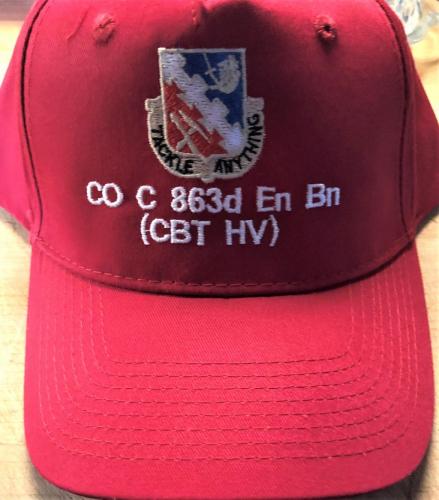 TACKLE ANYTHING
CO C 863d En Bn
(CBT HV)